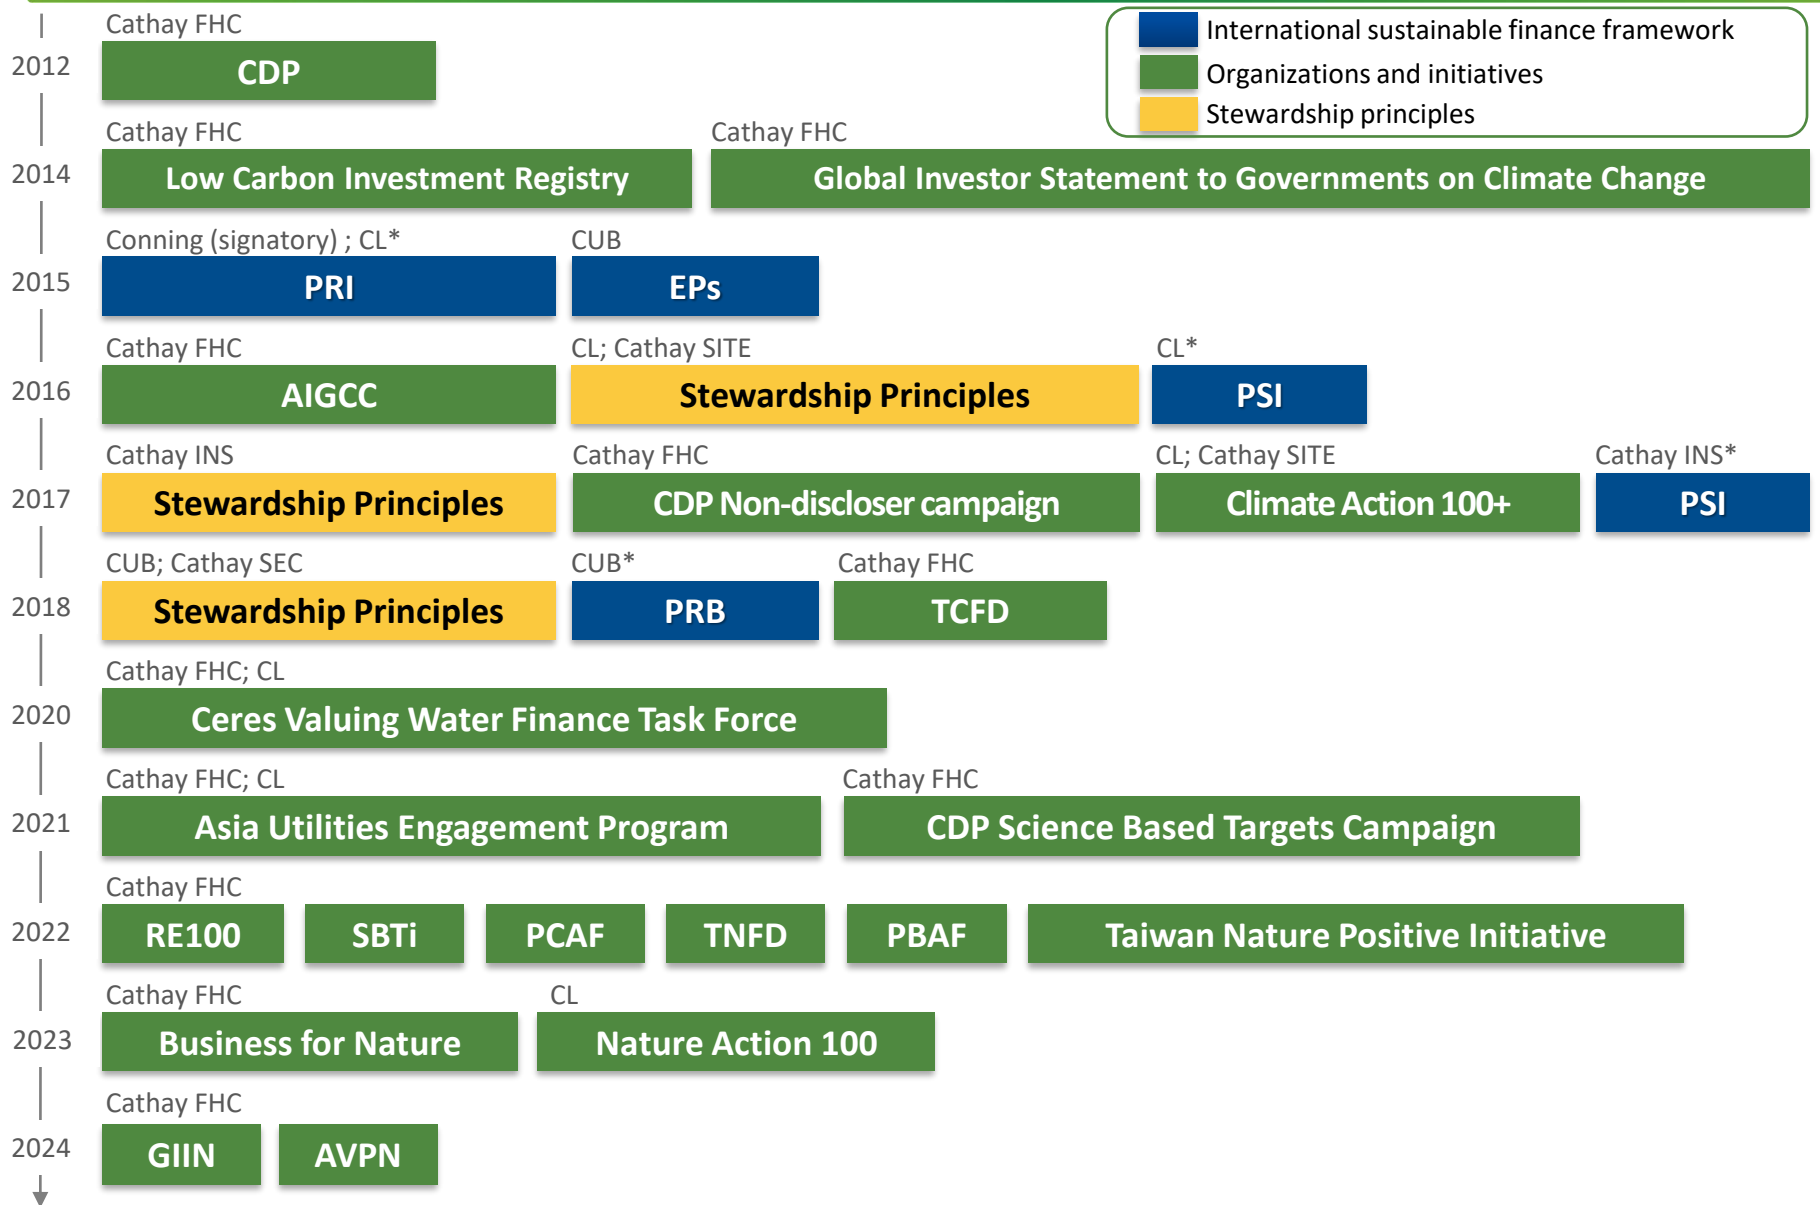 International sustainable finance framework
Organizations and initiatives
Stewardship principles
Cathay FHC
2012
CDP
Cathay FHC
Cathay FHC
2014
Low Carbon Investment Registry
Global Investor Statement to Governments on Climate Change
Conning (signatory) ; CL*
CUB
2015
PRI
EPs
Cathay FHC
CL; Cathay SITE
CL*
2016
AIGCC
Stewardship Principles
PSI
Cathay INS
Cathay FHC
CL; Cathay SITE
Cathay INS*
2017
Stewardship Principles
CDP Non-discloser campaign
Climate Action 100+
PSI
CUB; Cathay SEC
CUB*
Cathay FHC
2018
Stewardship Principles
PRB
TCFD
Cathay FHC; CL
2020
Ceres Valuing Water Finance Task Force
Cathay FHC; CL
Cathay FHC
2021
Asia Utilities Engagement Program
CDP Science Based Targets Campaign
Cathay FHC
2022
RE100
SBTi
PCAF
TNFD
PBAF
Taiwan Nature Positive Initiative
Cathay FHC
CL
2023
Business for Nature
Nature Action 100
Cathay FHC
2024
GIIN
AVPN